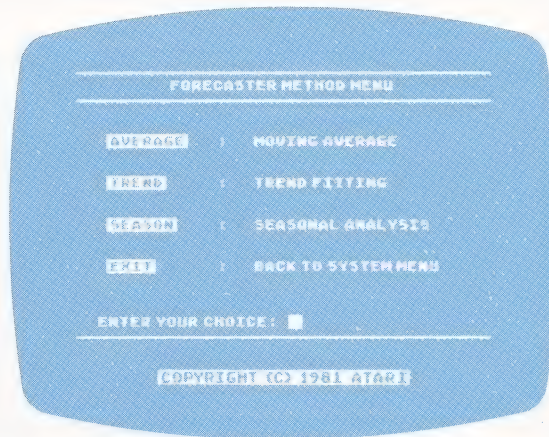 FORECASTER METHOD MENU
AVERAGE : MOVING AVERAGE
TREND : TREND FITTING
SEASON : SEASONAL ANALYSIS
EXIT : BACK TO SYSTEM MENU
ENTER YOUR CHOICE:
COPYRIGHT (C) 1981 ATARI